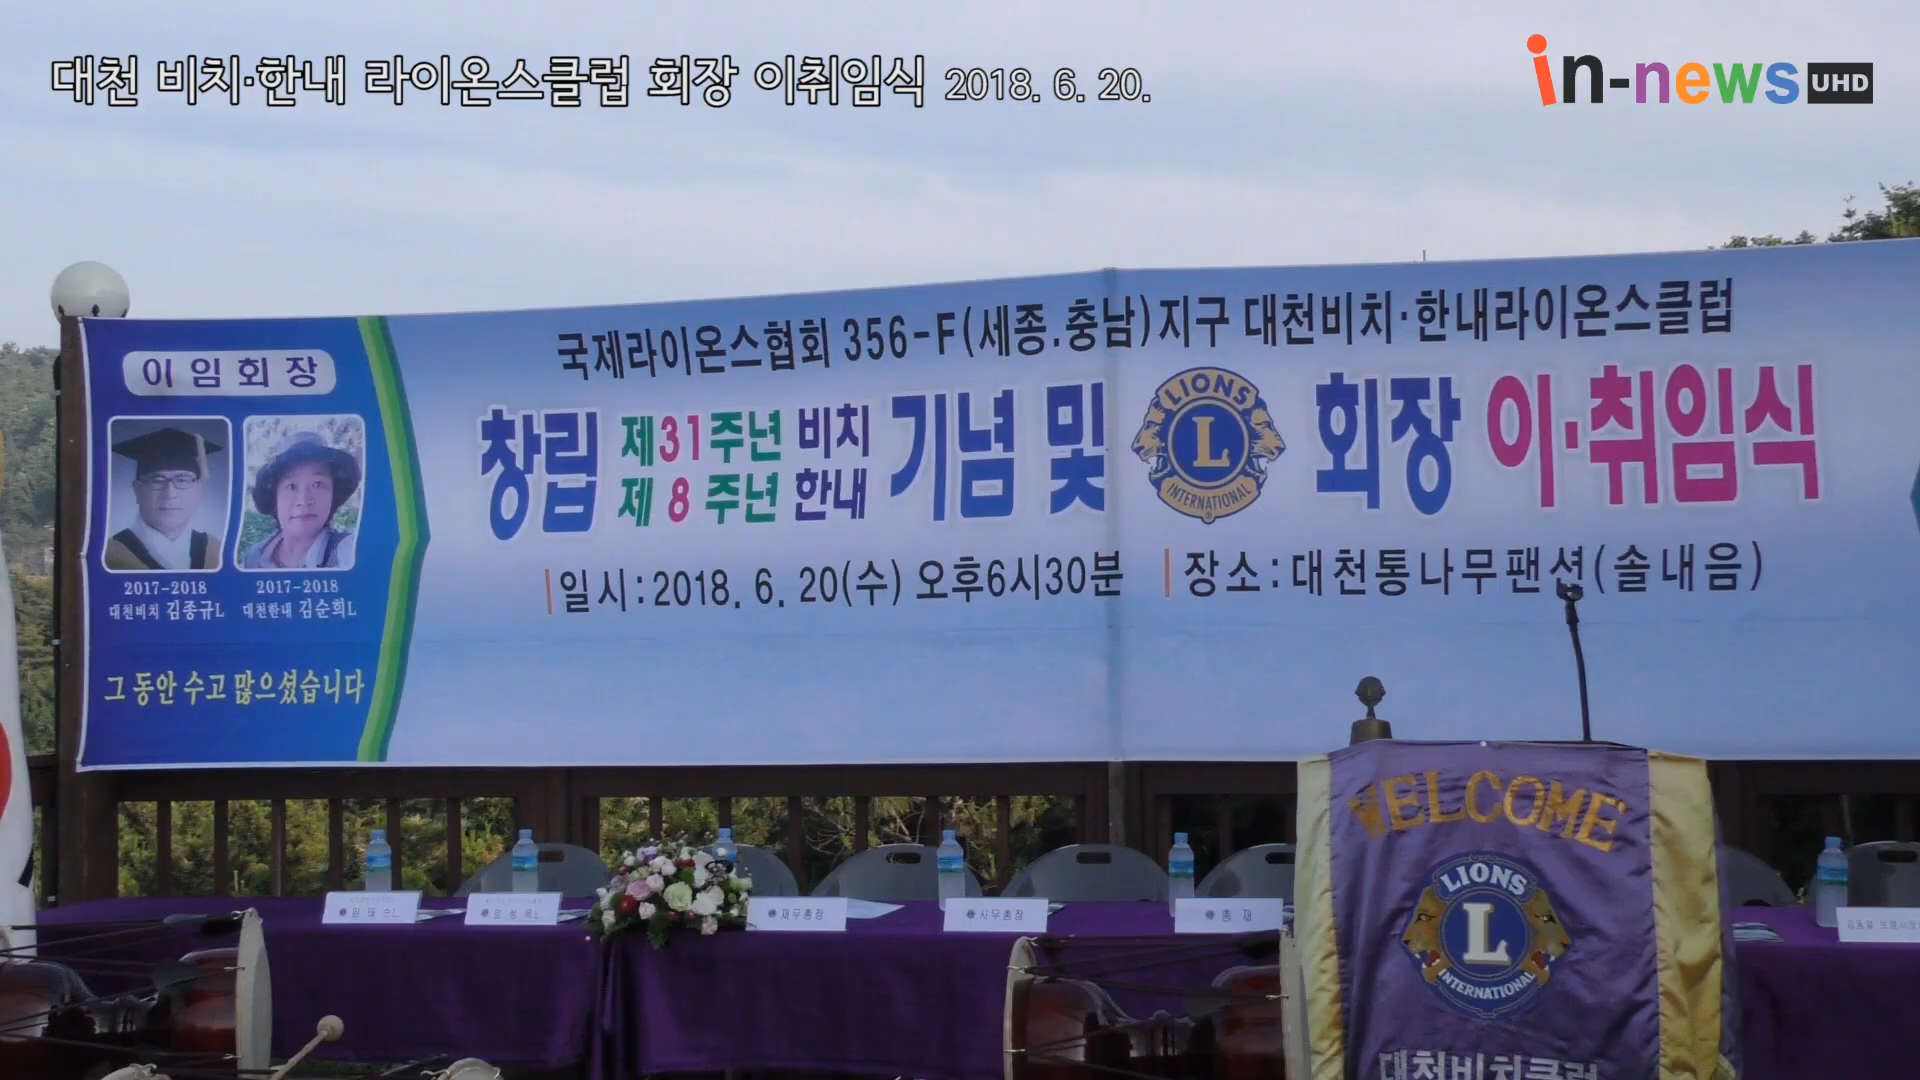 대천 비치·한내 라이온스클럽 회장 이취임식 2018. 6. 20.
in-news UHD
국제라이온스협회 356-F(세종.충남)지구 대천비치·한내라이온스클럽
이임회장
창립 제31주년 비치 기념 및 회장 이·취임식
제 8 주년 한내
LIONS
L
INTERNATIONAL
2017-2018 2017-2018
대천비치 김종규L 대천한내 김순희L
일시:2018. 6. 20(수) 오후6시30분 장소:대천통나무팬션(솔내음)
그 동안 수고 많으셨습니다
WELCOME
LIONS
L
INTERNATIONAL
재무총장 사무총장 총재
대천비치클럽